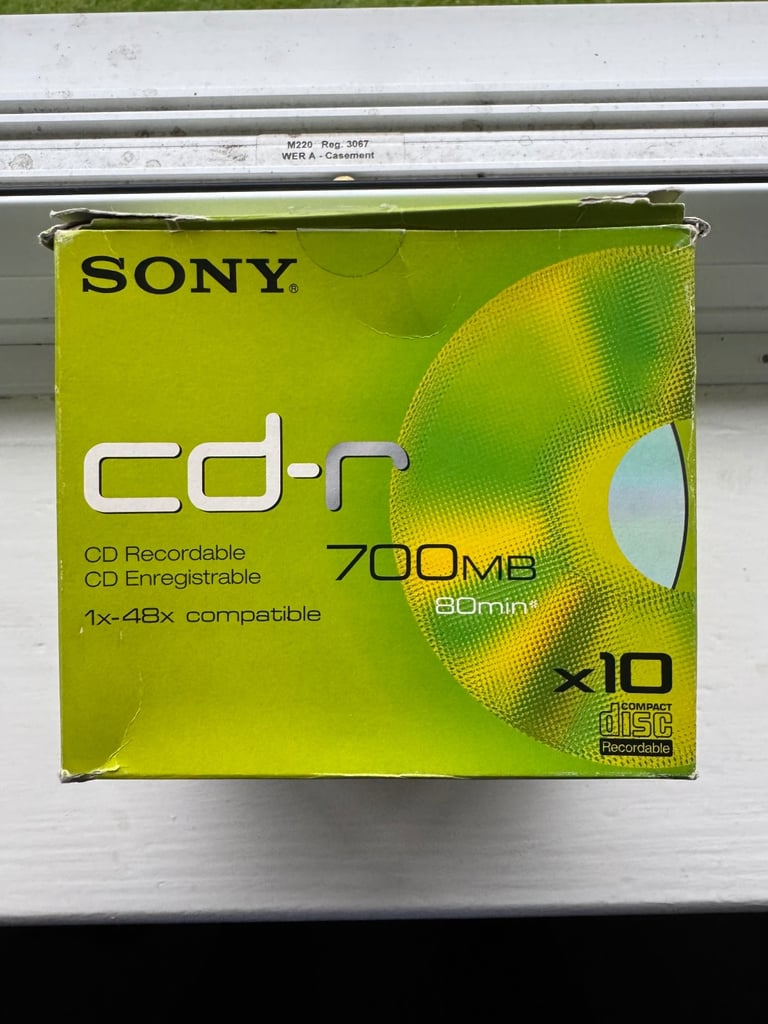 M220 Reg. 3067
WER A - Casement
SONY®
cd-r
CD Recordable
CD Enregistrable
700MB
80min*
1x-48x compatible
x10
COMPACT
disc
Recordable